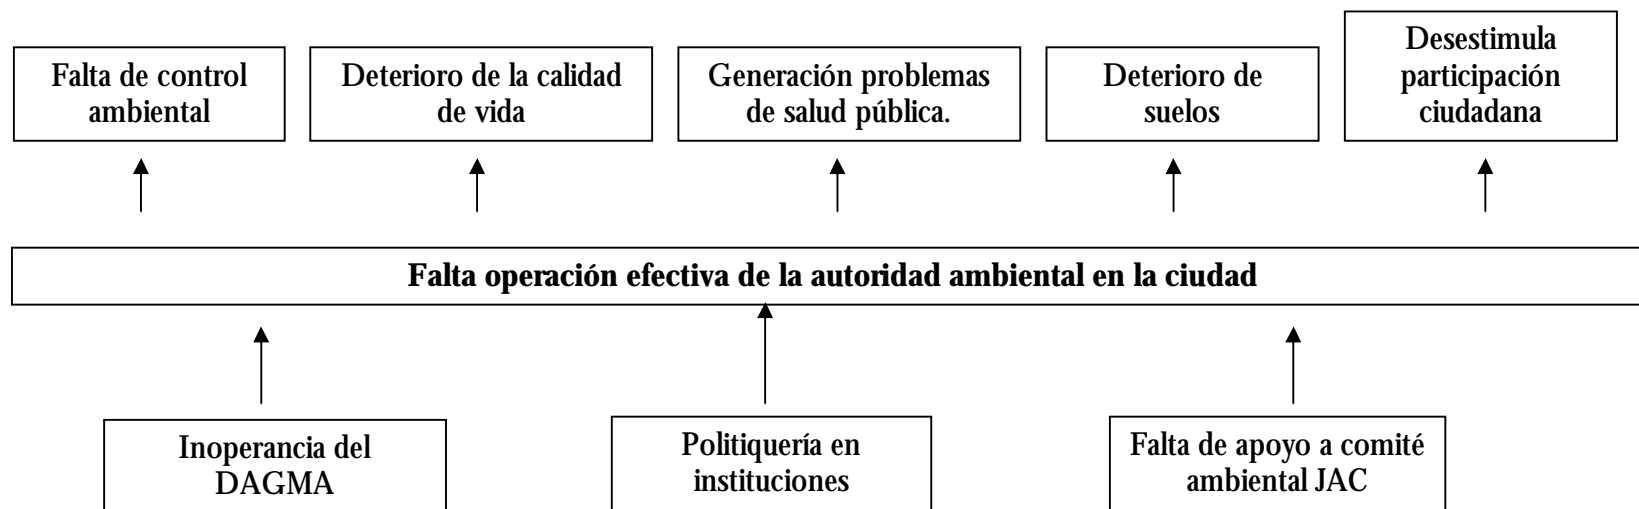 Falta de control
ambiental
Deterioro de la calidad
de vida
Generación problemas
de salud pública.
Deterioro de
suelos
Desestimula
participación
ciudadana
Falta operación efectiva de la autoridad ambiental en la ciudad
Inoperancia del
DAGMA
Politiquería en
instituciones
Falta de apoyo a comité
ambiental JAC